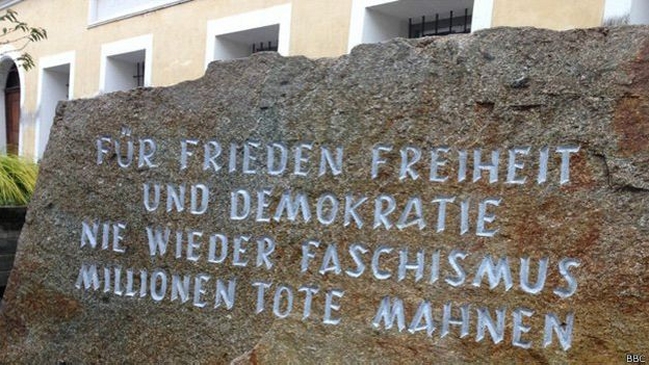 FÜR FRIEDEN FREIHEIT
UND DEMOKRATIE
NIE WIEDER FASCHISMUS
MILLIONEN TOTE MAHNEN
BBC